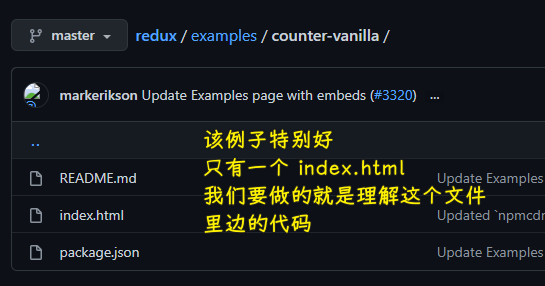 master redux / examples / counter-vanilla /
markerikson Update Examples page with embeds (#3320) ...
..
该例子特别好
README.md Update Examples
只有一个 index.html
我们要做的就是理解这个文件
index.html Updated `npmcdn
里边的代码
package.json Update Examples